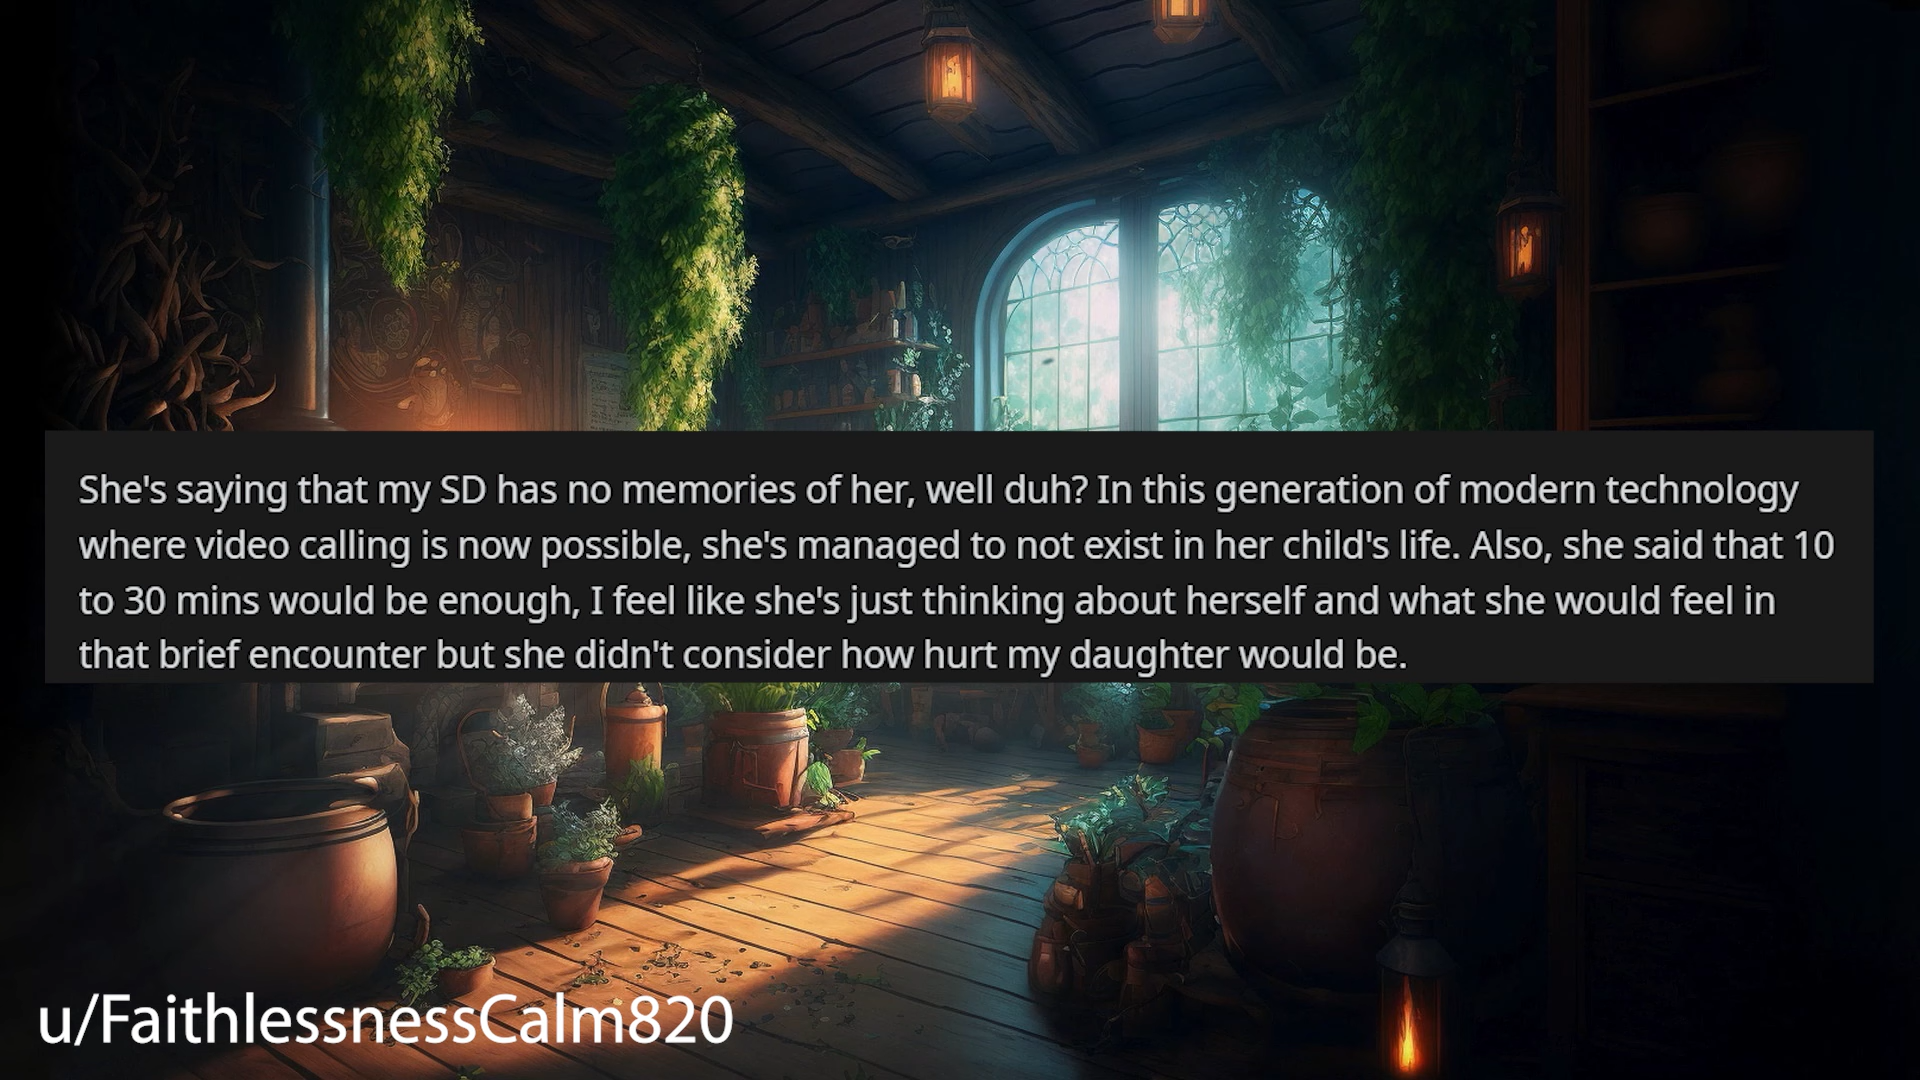 She's saying that my SD has no memories of her, well duh? In this generation of modern technology
where video calling is now possible, she's managed to not exist in her child's life. Also, she said that 10
to 30 mins would be enough, I feel like she's just thinking about herself and what she would feel in
that brief encounter but she didn't consider how hurt my daughter would be.
u/FaithlessnessCalm820